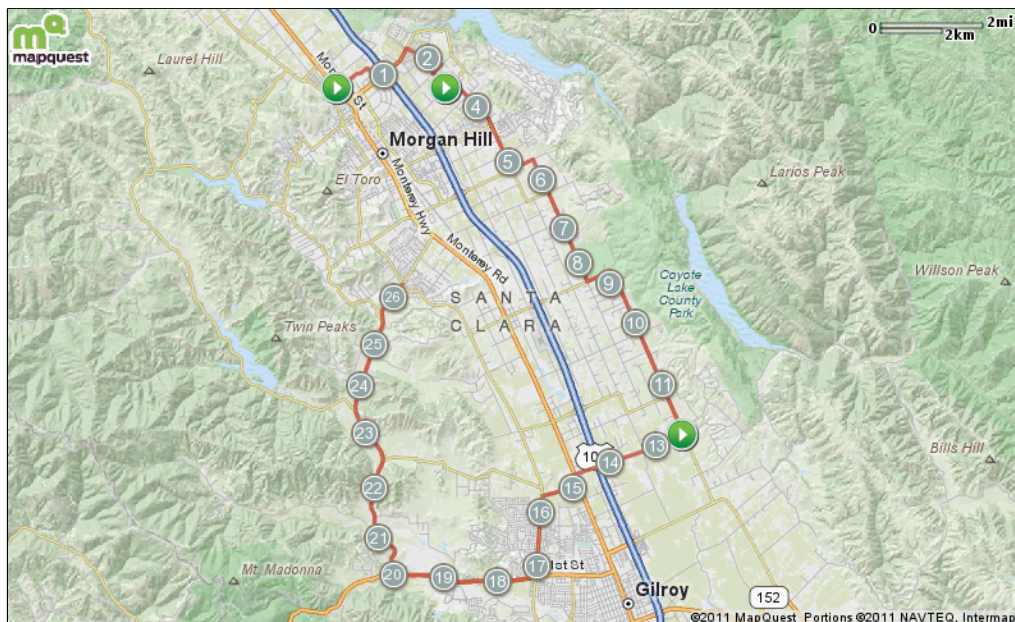 mapquest
Laurel Hill
0 2mi
2km
1
2
4
Morgan Hill
5
El Toro
6
Larios Peak
Monterey Hwy
7
Monterey Rd
8
9
Coyote
Lake
County
Park
Willson Peak
26
SANTA
CLARA
10
Twin Peaks
25
24
11
23
13
14
Bills Hill
22
15
16
21
17
20
19
18
Mt. Madonna
Gilroy
152
©2011 MapQuest Portions ©2011 NAVTEQ, Intermap